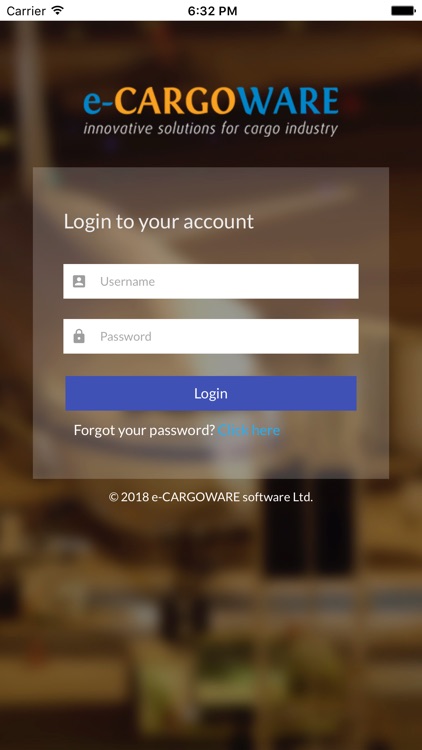 Carrier 6:32 PM
e-CARGOWARE
innovative solutions for cargo industry
Login to your account
Username
Password
Login
Forgot your password? Click here
© 2018 e-CARGOWARE software Ltd.